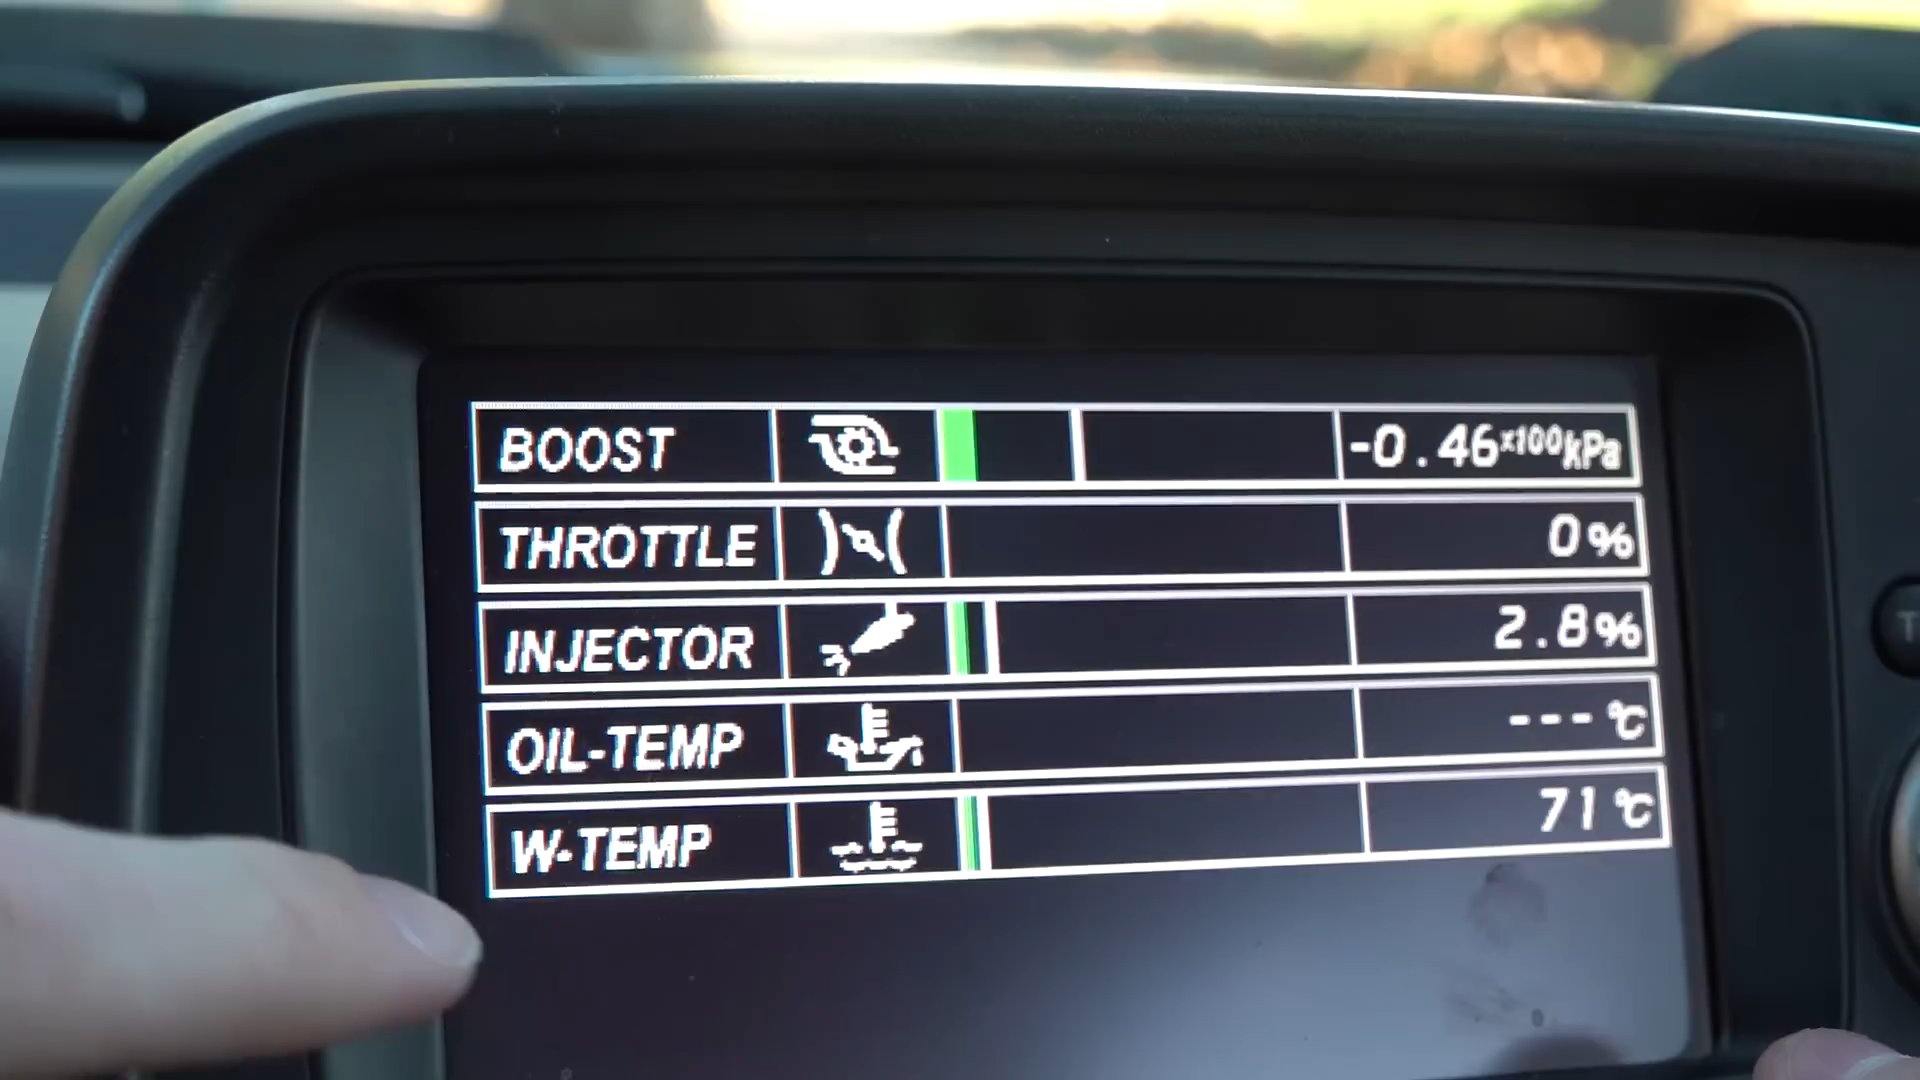 BOOST -0.46x100kPa
THROTTLE 0%
INJECTOR 2.8%
OIL-TEMP ---℃
W-TEMP 71℃